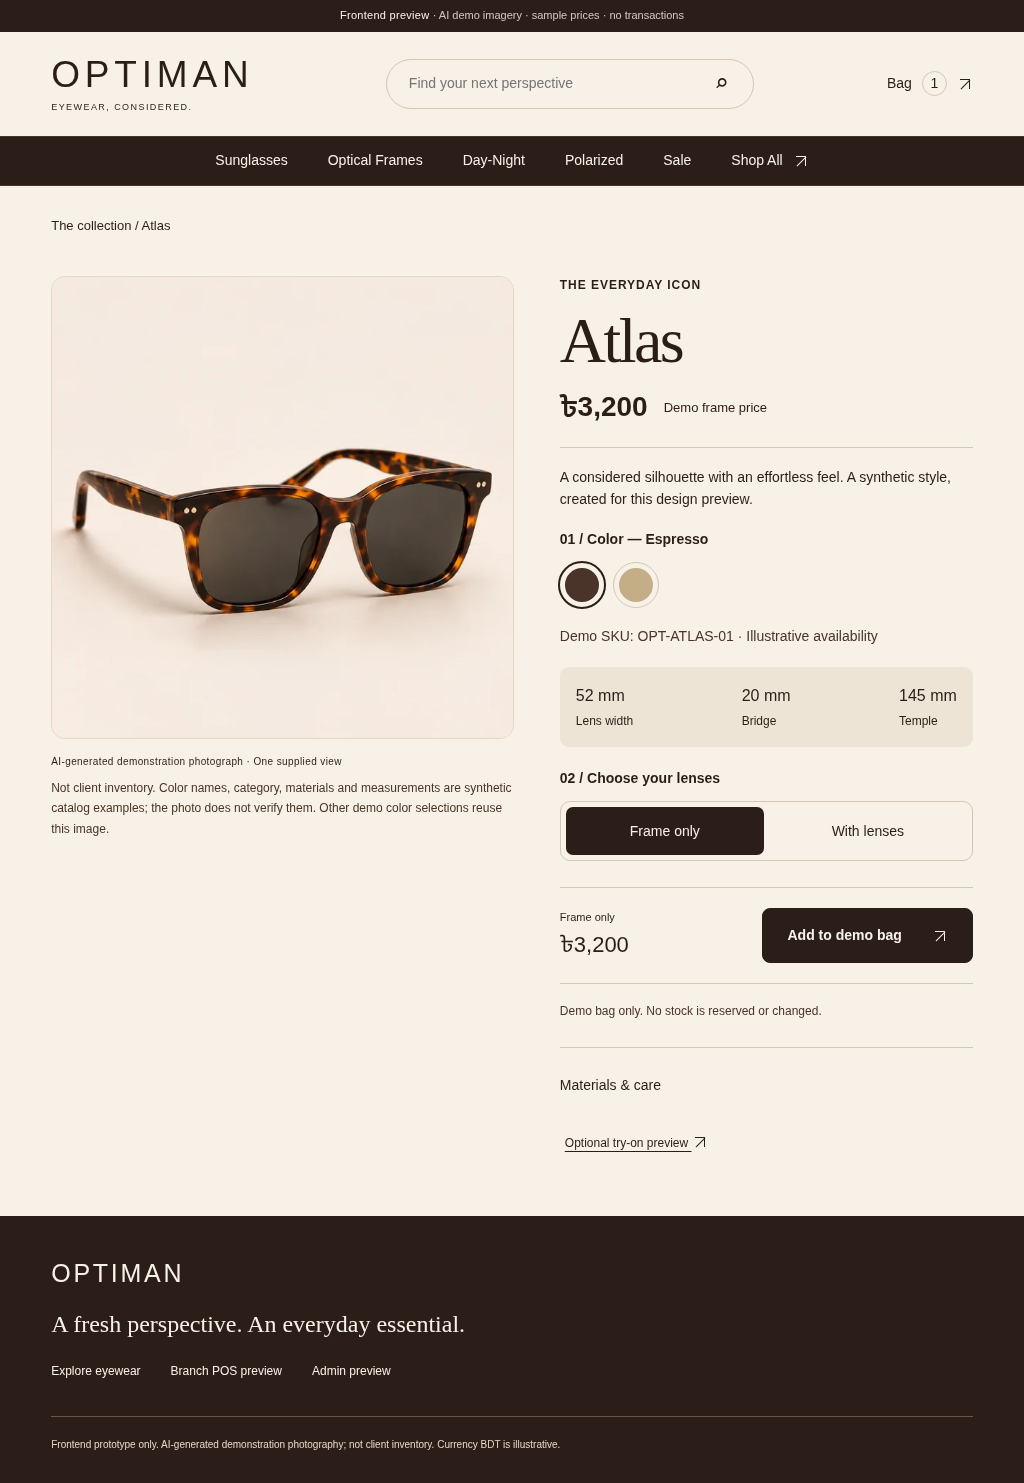 Frontend preview · AI demo imagery · sample prices · no transactions
OPTIMAN
EYEWEAR, CONSIDERED.
Find your next perspective
Bag 1
Sunglasses Optical Frames Day-Night Polarized Sale Shop All
The collection / Atlas
THE EVERYDAY ICON
Atlas
৳3,200 Demo frame price
A considered silhouette with an effortless feel. A synthetic style,
created for this design preview.
01 / Color — Espresso
Demo SKU: OPT-ATLAS-01 · Illustrative availability
52 mm 20 mm 145 mm
Lens width Bridge Temple
AI-generated demonstration photograph · One supplied view
Not client inventory. Color names, category, materials and measurements are synthetic
catalog examples; the photo does not verify them. Other demo color selections reuse
this image.
02 / Choose your lenses
Frame only With lenses
Frame only
৳3,200
Add to demo bag
Demo bag only. No stock is reserved or changed.
Materials & care
Optional try-on preview
OPTIMAN
A fresh perspective. An everyday essential.
Explore eyewear Branch POS preview Admin preview
Frontend prototype only. AI-generated demonstration photography; not client inventory. Currency BDT is illustrative.